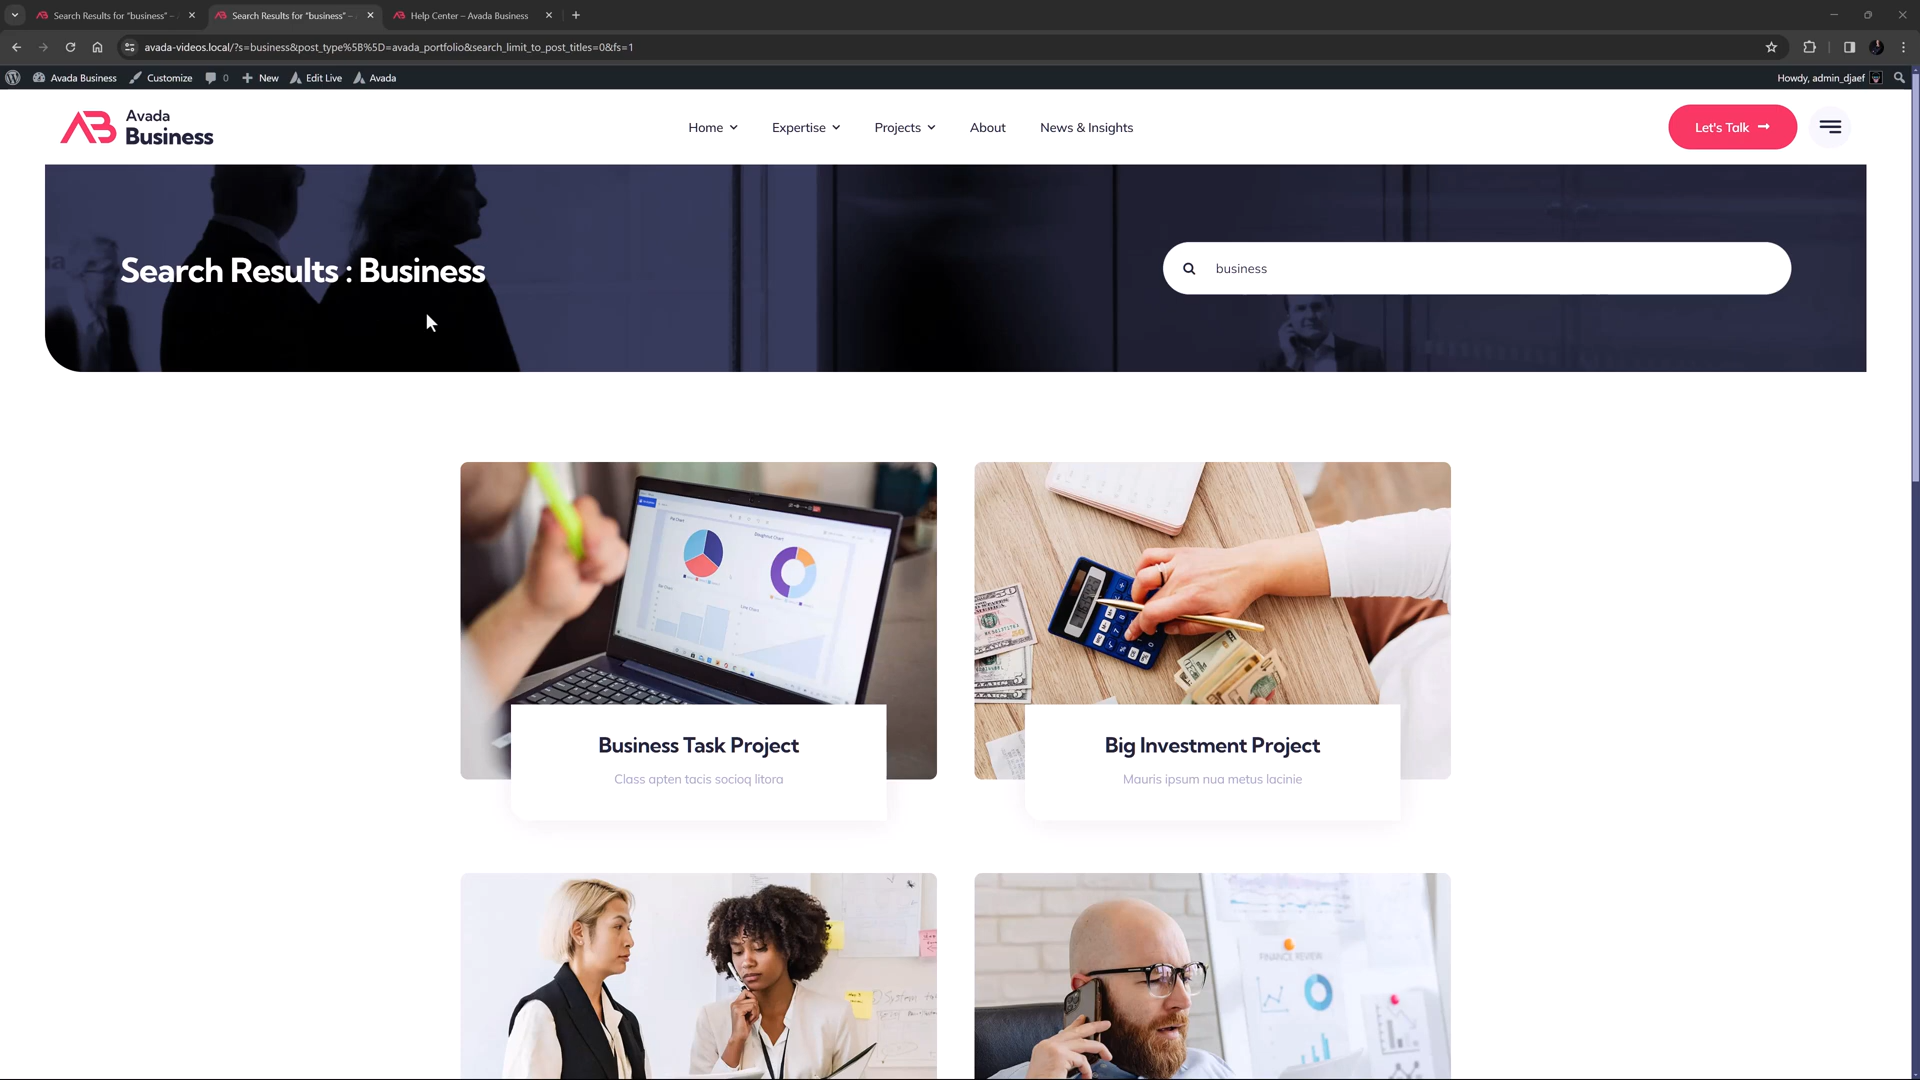 Search Results for "business" –
Search Results for "business" –
Help Center – Avada Business
avada-videos.local/?s=business&post_type%5B%5D=avada_portfolio&search_limit_to_post_titles=0&fs=1
Avada Business
Customize
0
New
Edit Live
Avada
Howdy, admin_djaef
Avada
Business
Home
Expertise
Projects
About
News & Insights
Let's Talk
Search Results : Business
business
Business Task Project
Class apten tacis socioq litora
Big Investment Project
Mauris ipsum nua metus lacinie
FINANCE REVIEW